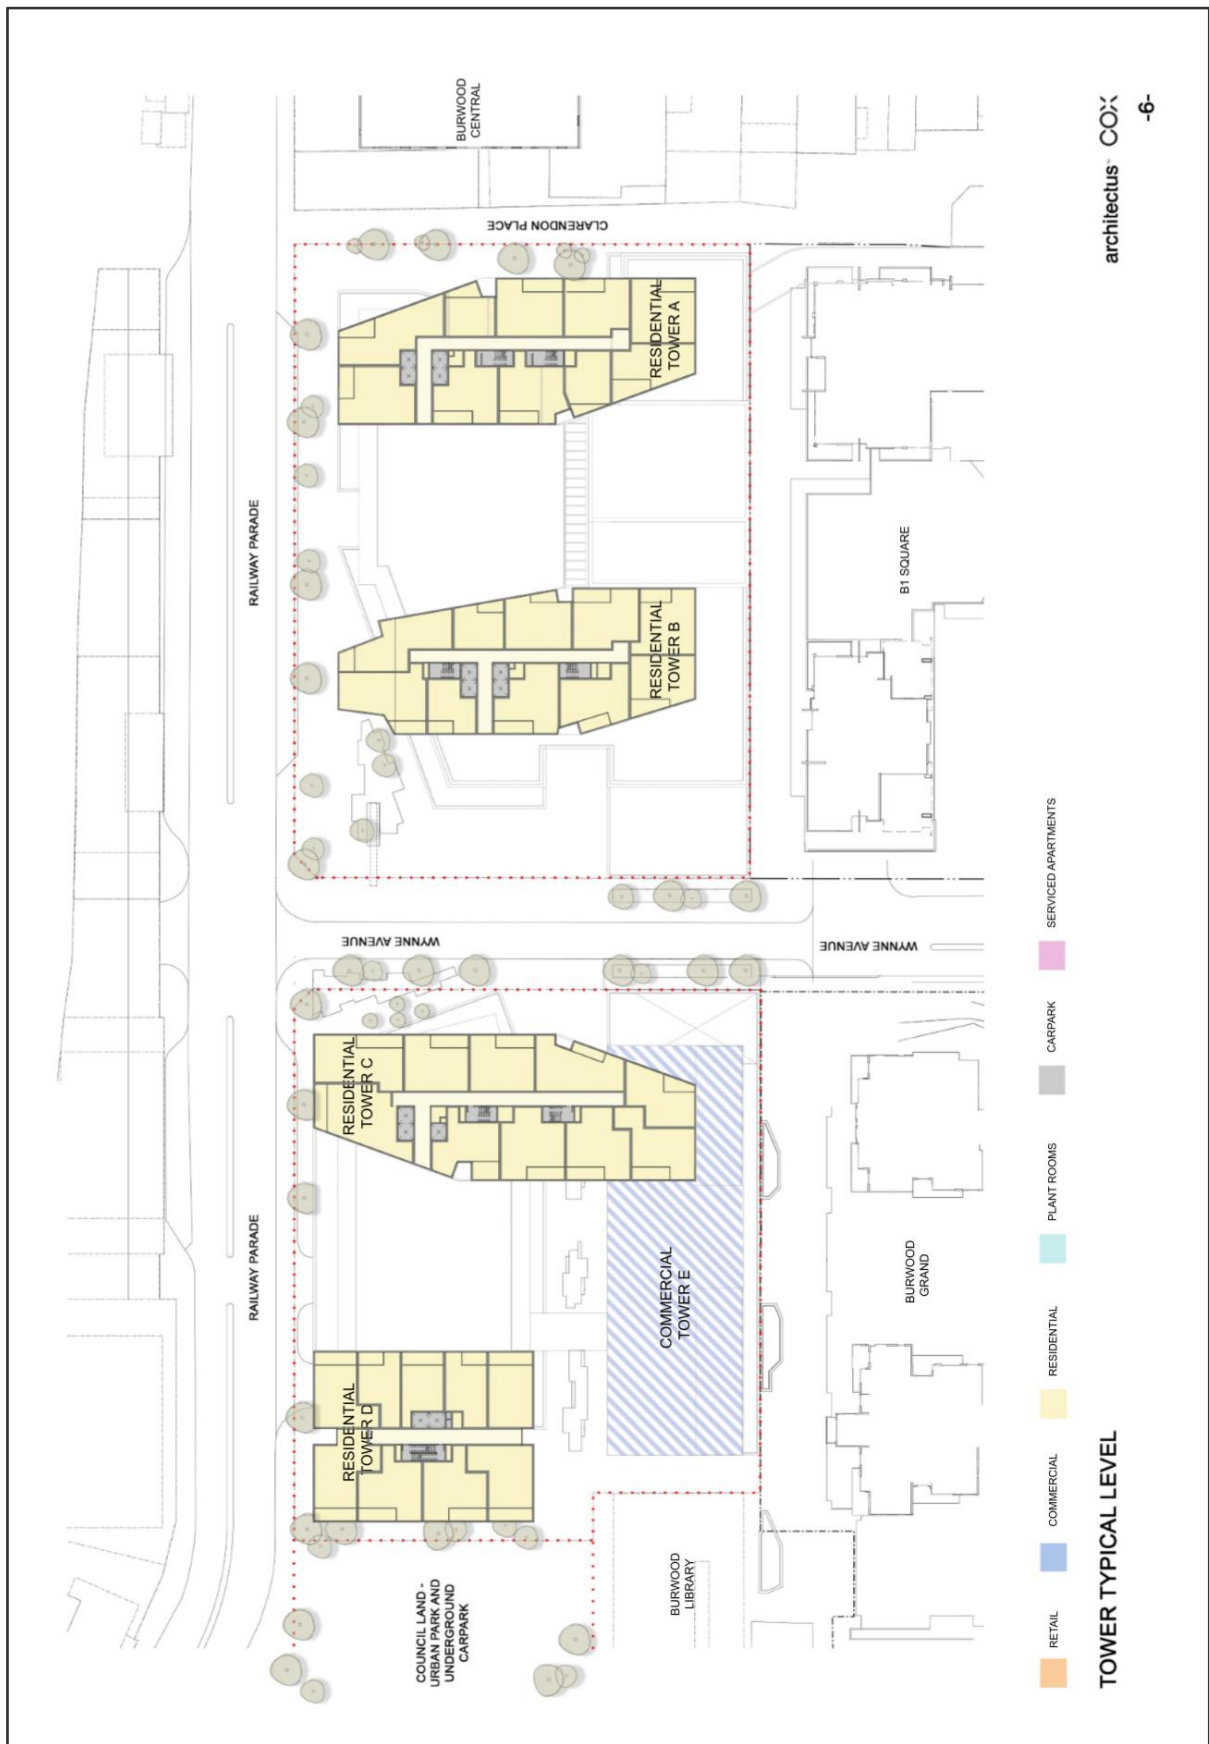 RAILWAY PARADE
RAILWAY PARADE
COUNCIL LAND -
URBAN PARK AND
UNDERGROUND
CARPARK
RESIDENTIAL
TOWER D
RESIDENTIAL
TOWER C
WYNNE AVENUE
RESIDENTIAL
TOWER B
RESIDENTIAL
TOWER A
CLARENDON PLACE
BURWOOD
CENTRAL
COMMERCIAL
TOWER E
BURWOOD
LIBRARY
WYNNE AVENUE
BURWOOD
GRAND
B1 SQUARE
RETAIL
COMMERCIAL
RESIDENTIAL
PLANT ROOMS
CARPARK
SERVICED APARTMENTS
TOWER TYPICAL LEVEL
architectus™ COX
-6-